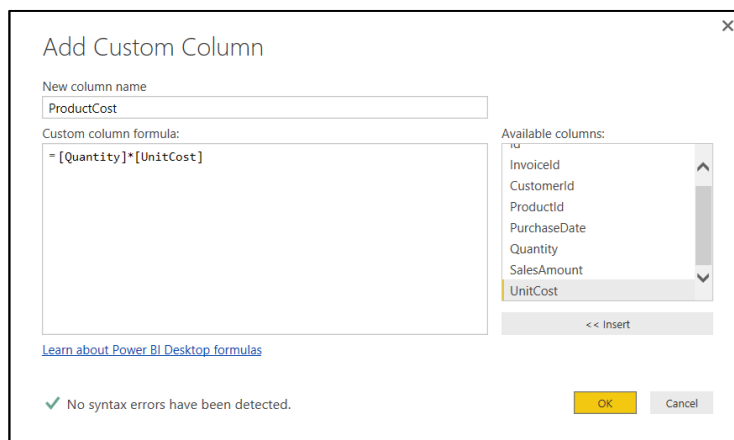 Add Custom Column
New column name
ProductCost
Custom column formula:
= [Quantity]*[UnitCost]
Available columns:
Id
InvoiceId
CustomerId
ProductId
PurchaseDate
Quantity
SalesAmount
UnitCost
<< Insert
Learn about Power BI Desktop formulas
No syntax errors have been detected.
OK
Cancel